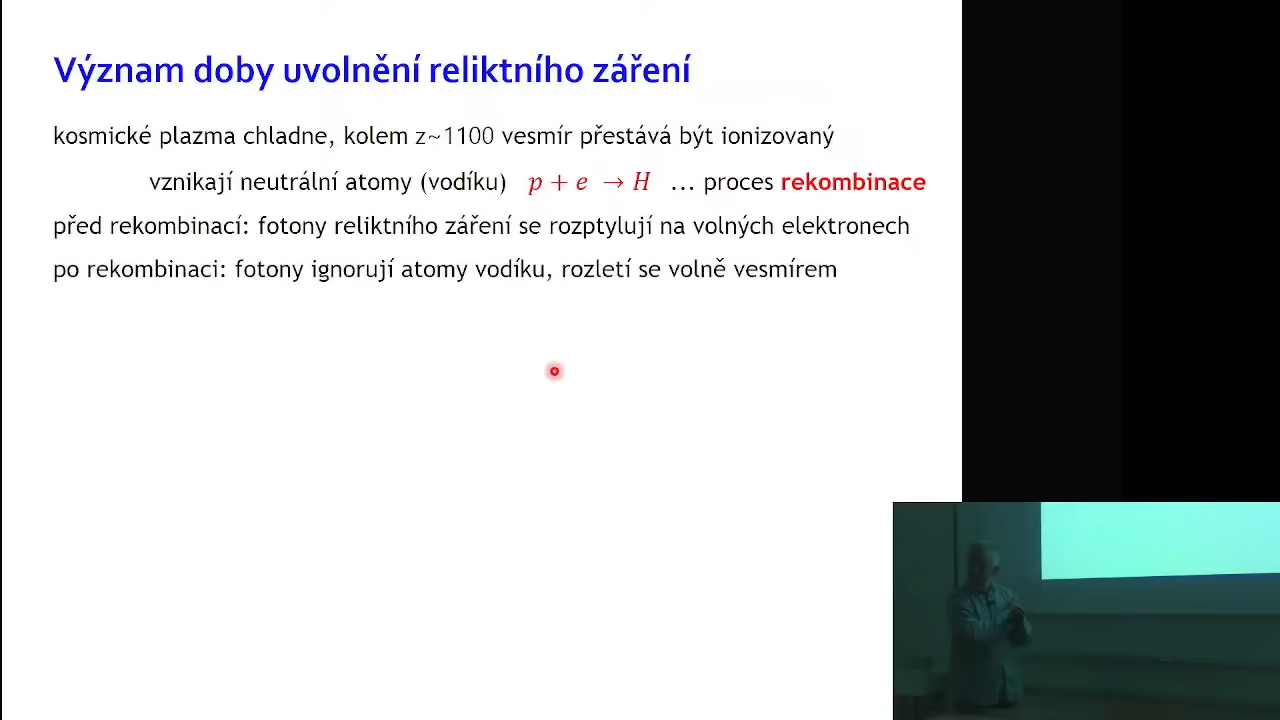 Význam doby uvolnění reliktního záření
kosmické plazma chladne, kolem z~1100 vesmír přestává být ionizovaný
vznikají neutrální atomy (vodíku) p + e → H ... proces rekombinace
před rekombinací: fotony reliktního záření se rozptylují na volných elektronech
po rekombinaci: fotony ignorují atomy vodíku, rozletí se volně vesmírem